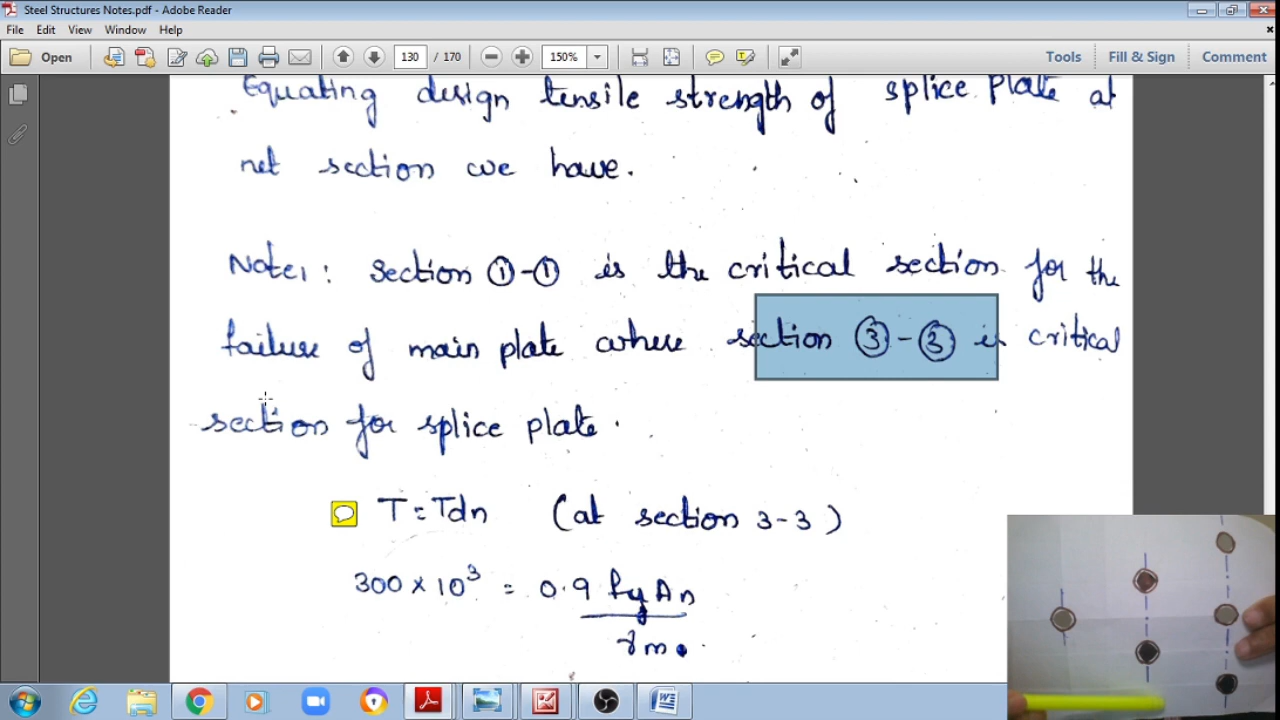 Steel Structures Notes.pdf - Adobe Reader
File Edit View Window Help
Open 130 / 170 150% Tools Fill & Sign Comment
Equating design tensile strength of splice plate at
net section we have.
Note1: section ①-① is the critical section for the
failure of main plate where section ③-③ is critical
section for splice plate.
T = Tdn (at section 3-3)
300 × 10³ = 0.9 fy An
γm0